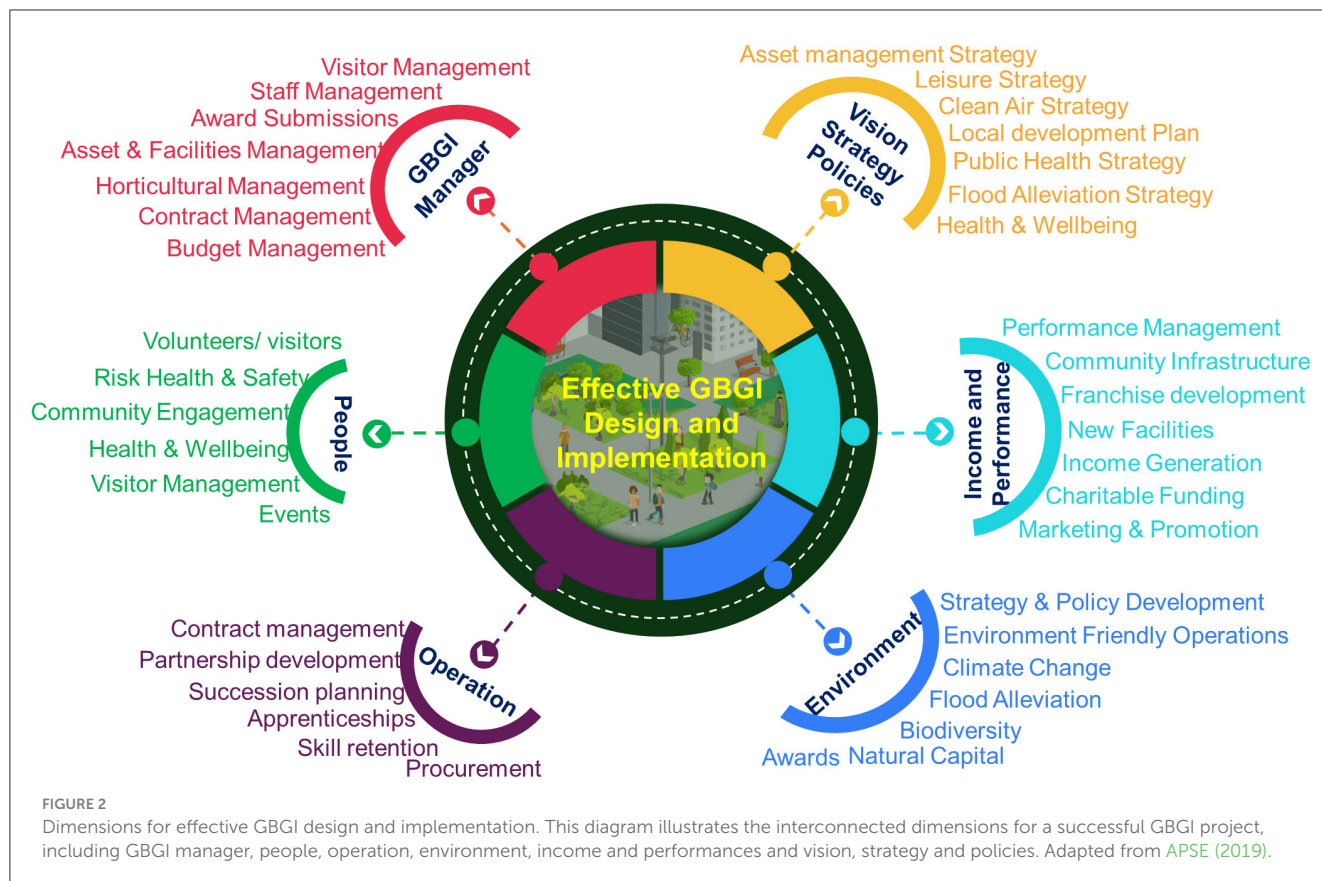 Visitor Management
Staff Management
Award Submissions
Asset & Facilities Management
Horticultural Management
Contract Management
Budget Management
GBGI
Manager
Asset management Strategy
Leisure Strategy
Clean Air Strategy
Local development Plan
Public Health Strategy
Flood Alleviation Strategy
Health & Wellbeing
Vision
Strategy
Policies
Volunteers/ visitors
Risk Health & Safety
Community Engagement
Health & Wellbeing
Visitor Management
Events
People
Effective GBGI
Design and
Implementation
Performance Management
Community Infrastructure
Franchise development
New Facilities
Income Generation
Charitable Funding
Marketing & Promotion
Income and
Performance
Contract management
Partnership development
Succession planning
Apprenticeships
Skill retention
Procurement
Operation
Strategy & Policy Development
Environment Friendly Operations
Climate Change
Flood Alleviation
Biodiversity
Awards Natural Capital
Environment
FIGURE 2
Dimensions for effective GBGI design and implementation. This diagram illustrates the interconnected dimensions for a successful GBGI project,
including GBGI manager, people, operation, environment, income and performances and vision, strategy and policies. Adapted from APSE (2019).